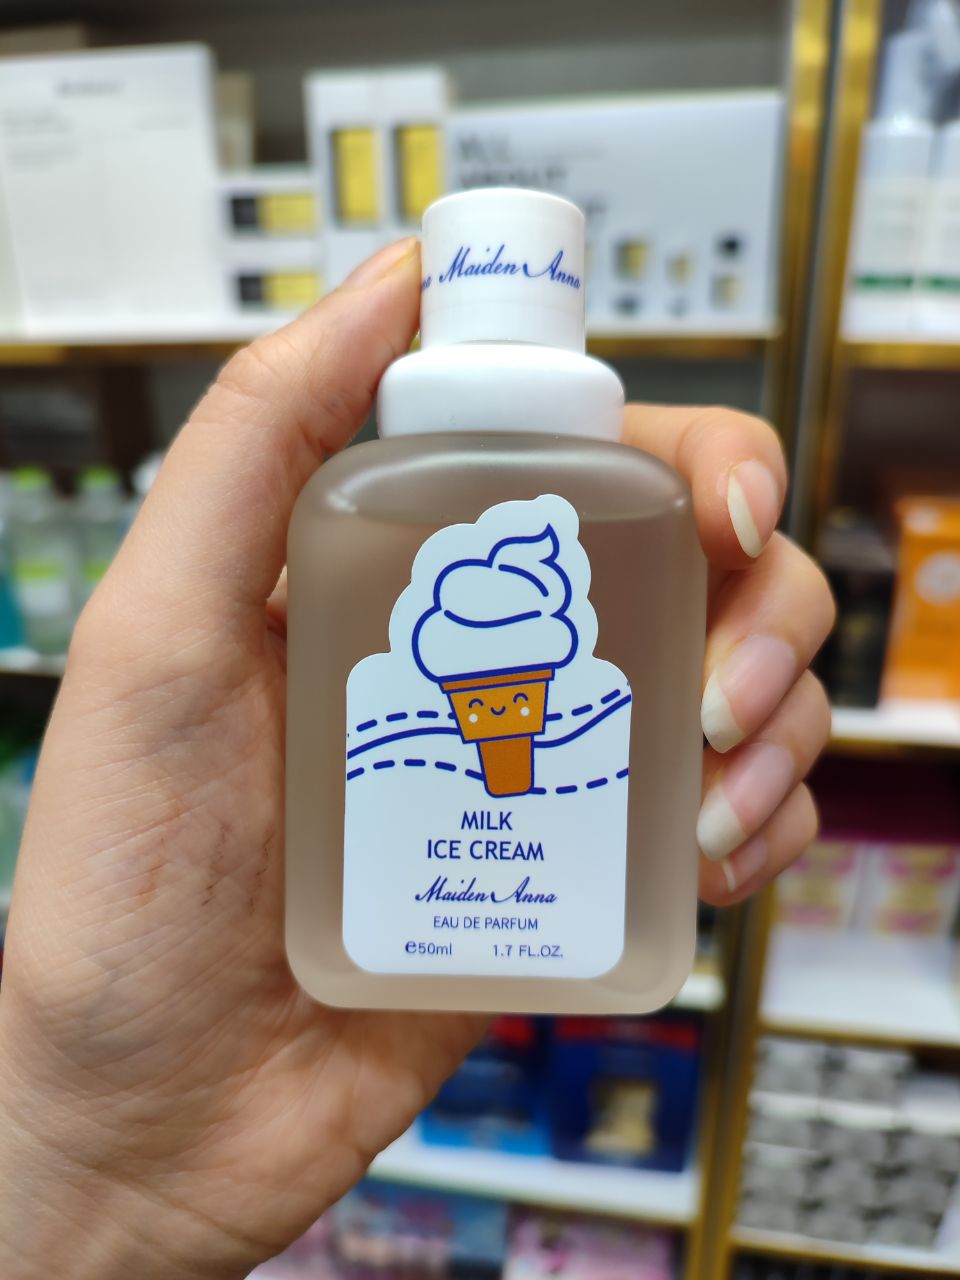 Maiden Anna
MILK
ICE CREAM
Maiden Anna
EAU DE PARFUM
℮50ml 1.7 FL.OZ.